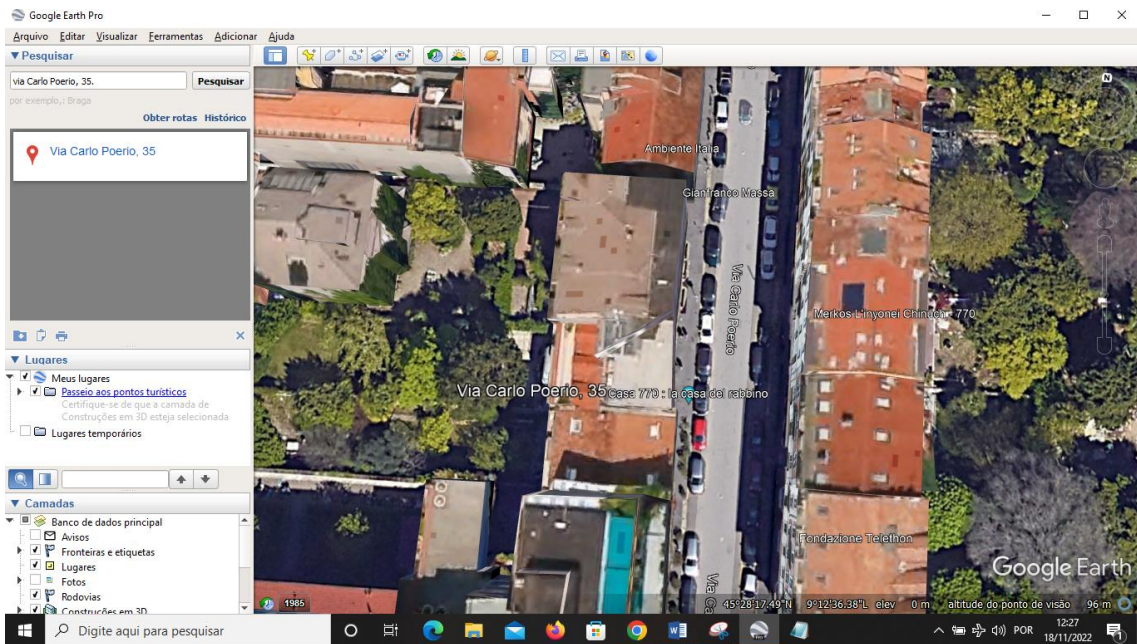 Google Earth Pro
Arquivo Editar Visualizar Ferramentas Adicionar Ajuda
Pesquisar
via Carlo Poerio, 35.
Pesquisar
por exemplo,: Braga
Obter rotas Histórico
Via Carlo Poerio, 35
Lugares
Meus lugares
Passeio aos pontos turísticos
Certifique-se de que a camada de
Construções em 3D esteja selecionada
Lugares temporários
Camadas
Banco de dados principal
Avisos
Fronteiras e etiquetas
Lugares
Fotos
Rodovias
Construções em 3D
N
Ambiente Italia
Gianfranco Massa
Via Carlo Poerio
Merkos L'inyonei Chinuch - 770
Via Carlo Poerio, 35
Casa 770 : la casa del rabbino
Fondazione Telethon
Via Ca
Google Earth
1985
45°28'17.49"N 9°12'36.38"L elev 0 m altitude do ponto de visão 96 m
Digite aqui para pesquisar
POR
12:27
18/11/2022